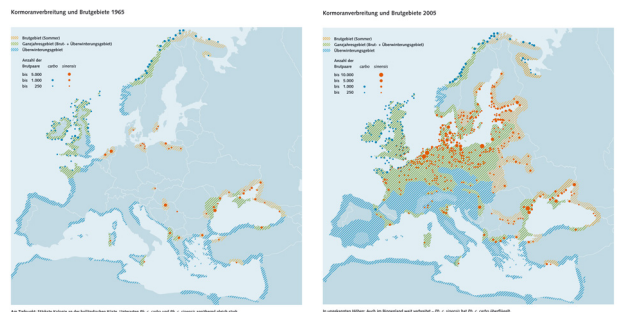 Kormoranverbreitung und Brutgebiete 1965
Brutgebiet (Sommer)
Ganzjahresgebiet (Brut- + Überwinterungsgebiet)
Überwinterungsgebiet
Anzahl der
Brutpaare carbo sinensis
bis 5.000
bis 1.000
bis 250
Kormoranverbreitung und Brutgebiete 2005
Brutgebiet (Sommer)
Ganzjahresgebiet (Brut- + Überwinterungsgebiet)
Überwinterungsgebiet
Anzahl der
Brutpaare carbo sinensis
bis 10.000
bis 5.000
bis 1.000
bis 250